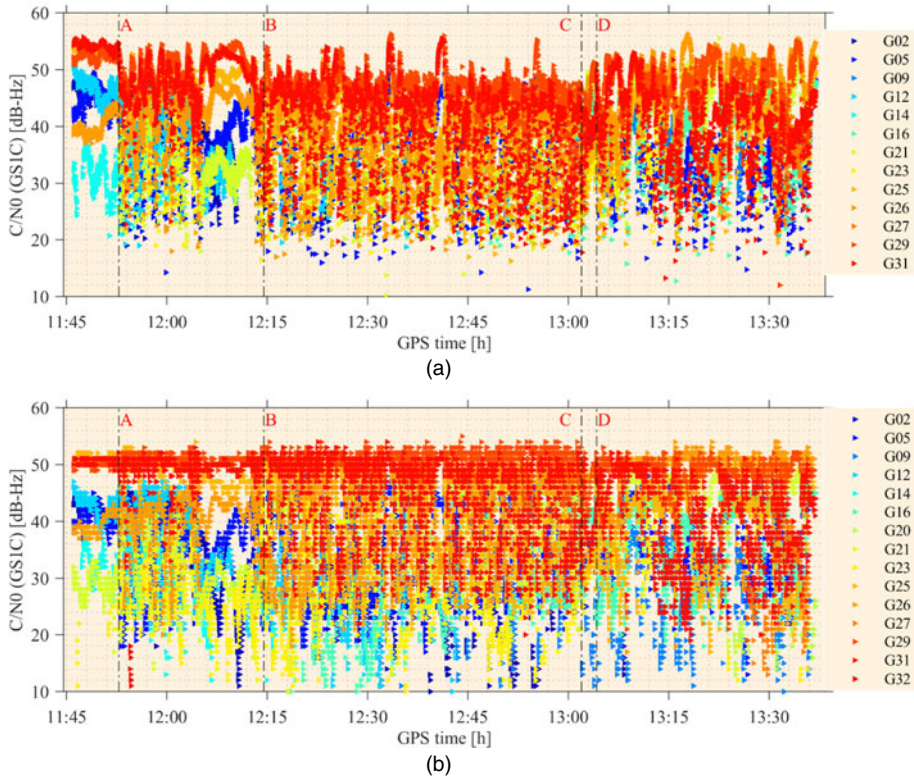 60
50
40
30
20
10
C/N0 (GS1C) [dB-Hz]
A
B
C
D
11:45
12:00
12:15
12:30
12:45
13:00
13:15
13:30
GPS time [h]
G02
G05
G09
G12
G14
G16
G21
G23
G25
G26
G27
G29
G31
(a)
60
50
40
30
20
10
C/N0 (GS1C) [dB-Hz]
A
B
C
D
11:45
12:00
12:15
12:30
12:45
13:00
13:15
13:30
GPS time [h]
G02
G05
G09
G12
G14
G16
G20
G21
G23
G25
G26
G27
G29
G31
G32
(b)